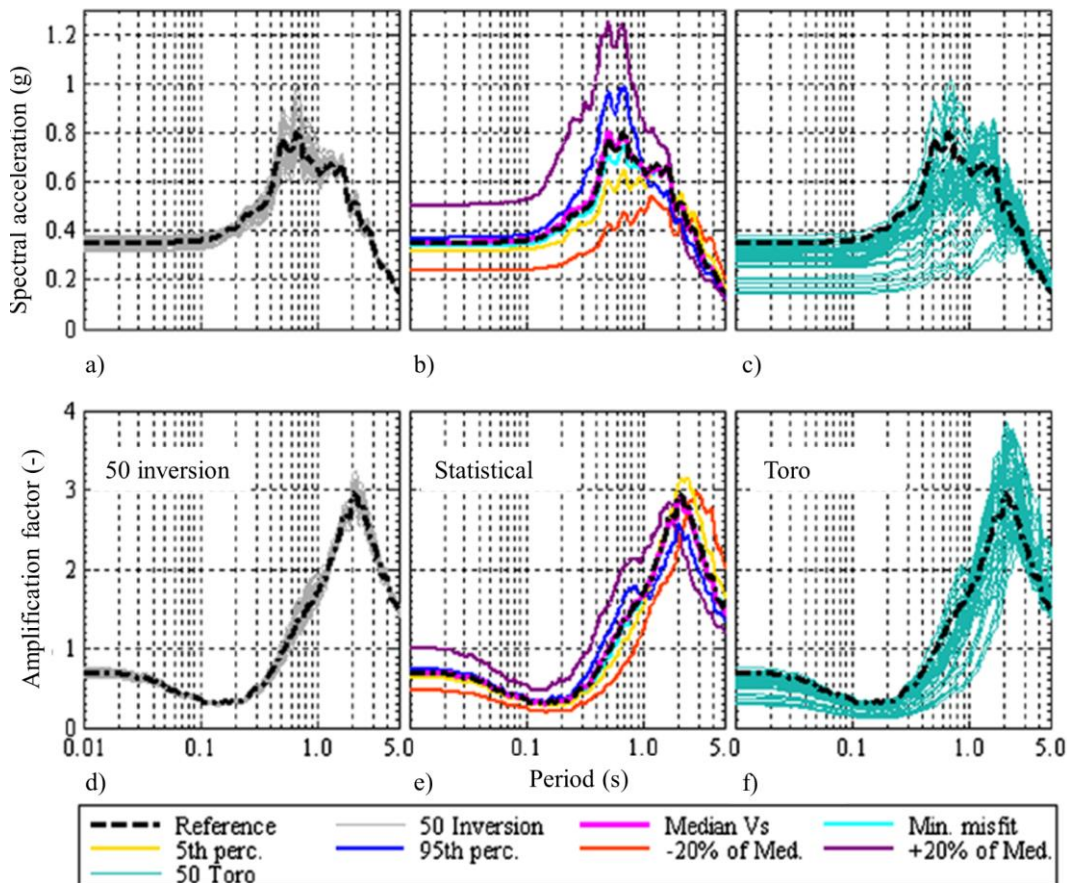 Spectral acceleration (g)
1.2
1
0.8
0.6
0.4
0.2
0
a)
b)
c)
Amplification factor (-)
4
3
2
1
0
50 inversion
Statistical
Toro
0.01
0.1
1.0
5.0
0.1
1.0
5.0
0.1
1.0
5.0
d)
e)
Period (s)
f)
Reference
50 Inversion
Median Vs
Min. misfit
5th perc.
95th perc.
-20% of Med.
+20% of Med.
50 Toro